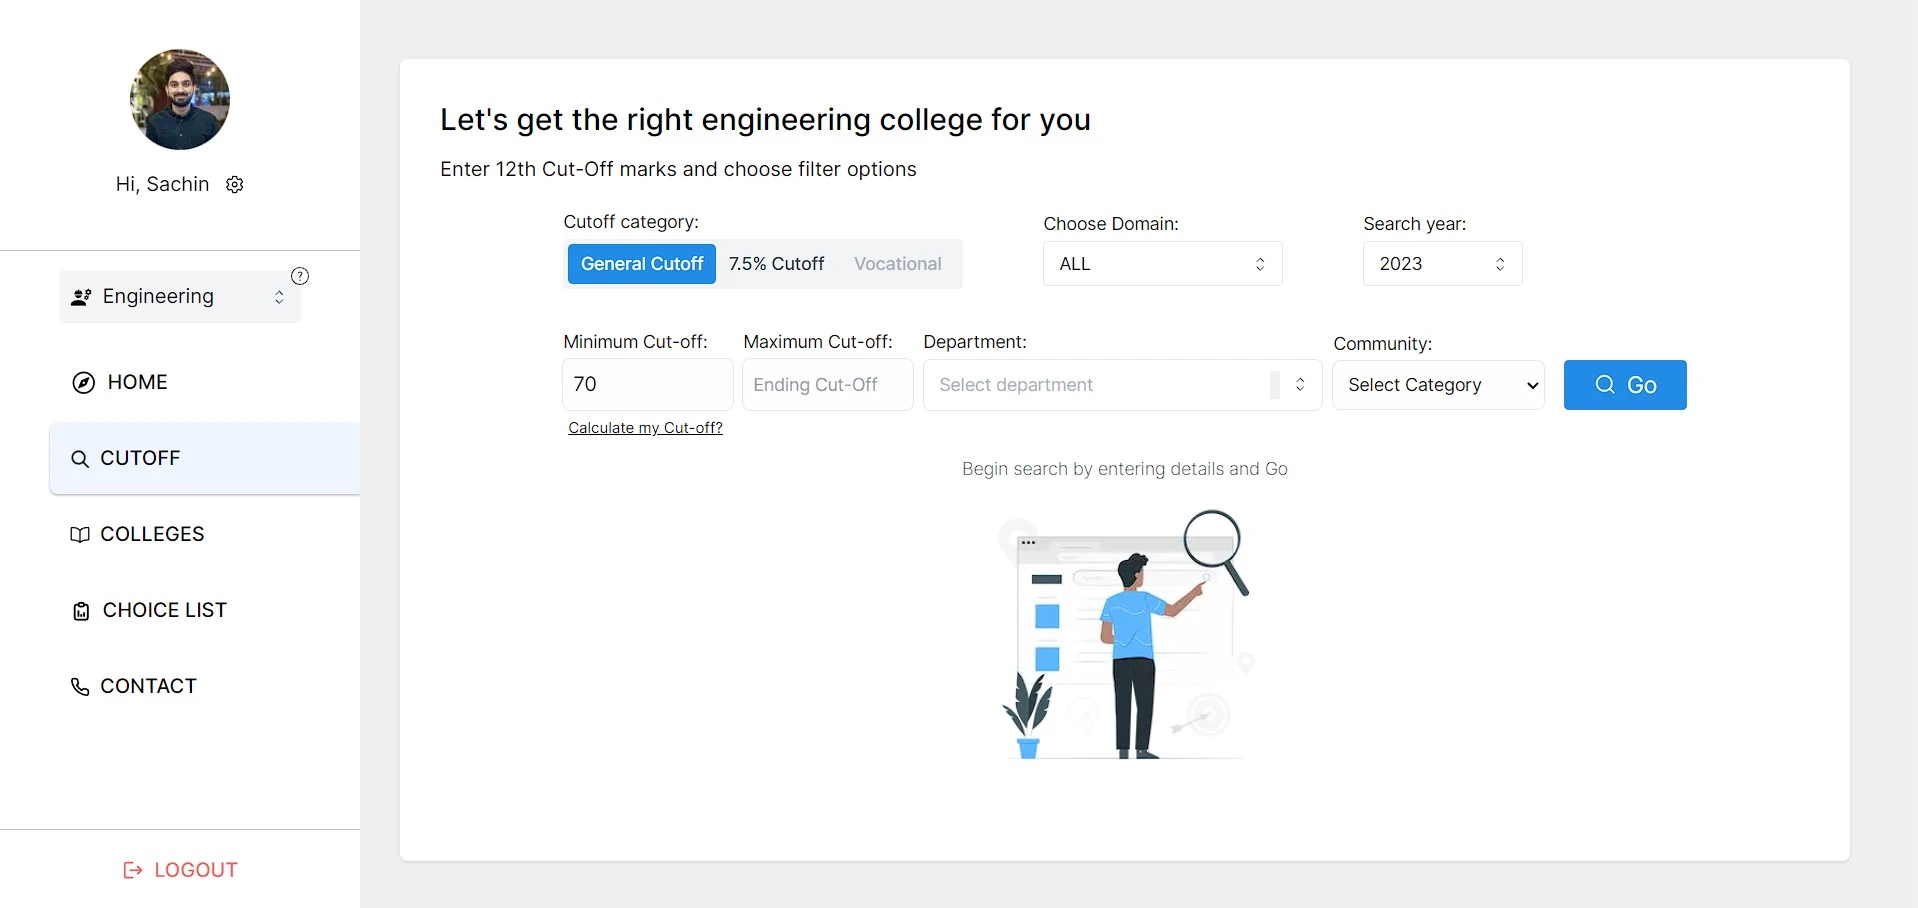 Hi, Sachin
Engineering
?
HOME
CUTOFF
COLLEGES
CHOICE LIST
CONTACT
LOGOUT
Let's get the right engineering college for you
Enter 12th Cut-Off marks and choose filter options
Cutoff category:
General Cutoff 7.5% Cutoff Vocational
Choose Domain:
ALL
Search year:
2023
Minimum Cut-off:
70
Calculate my Cut-off?
Maximum Cut-off:
Ending Cut-Off
Department:
Select department
Community:
Select Category
Go
Begin search by entering details and Go